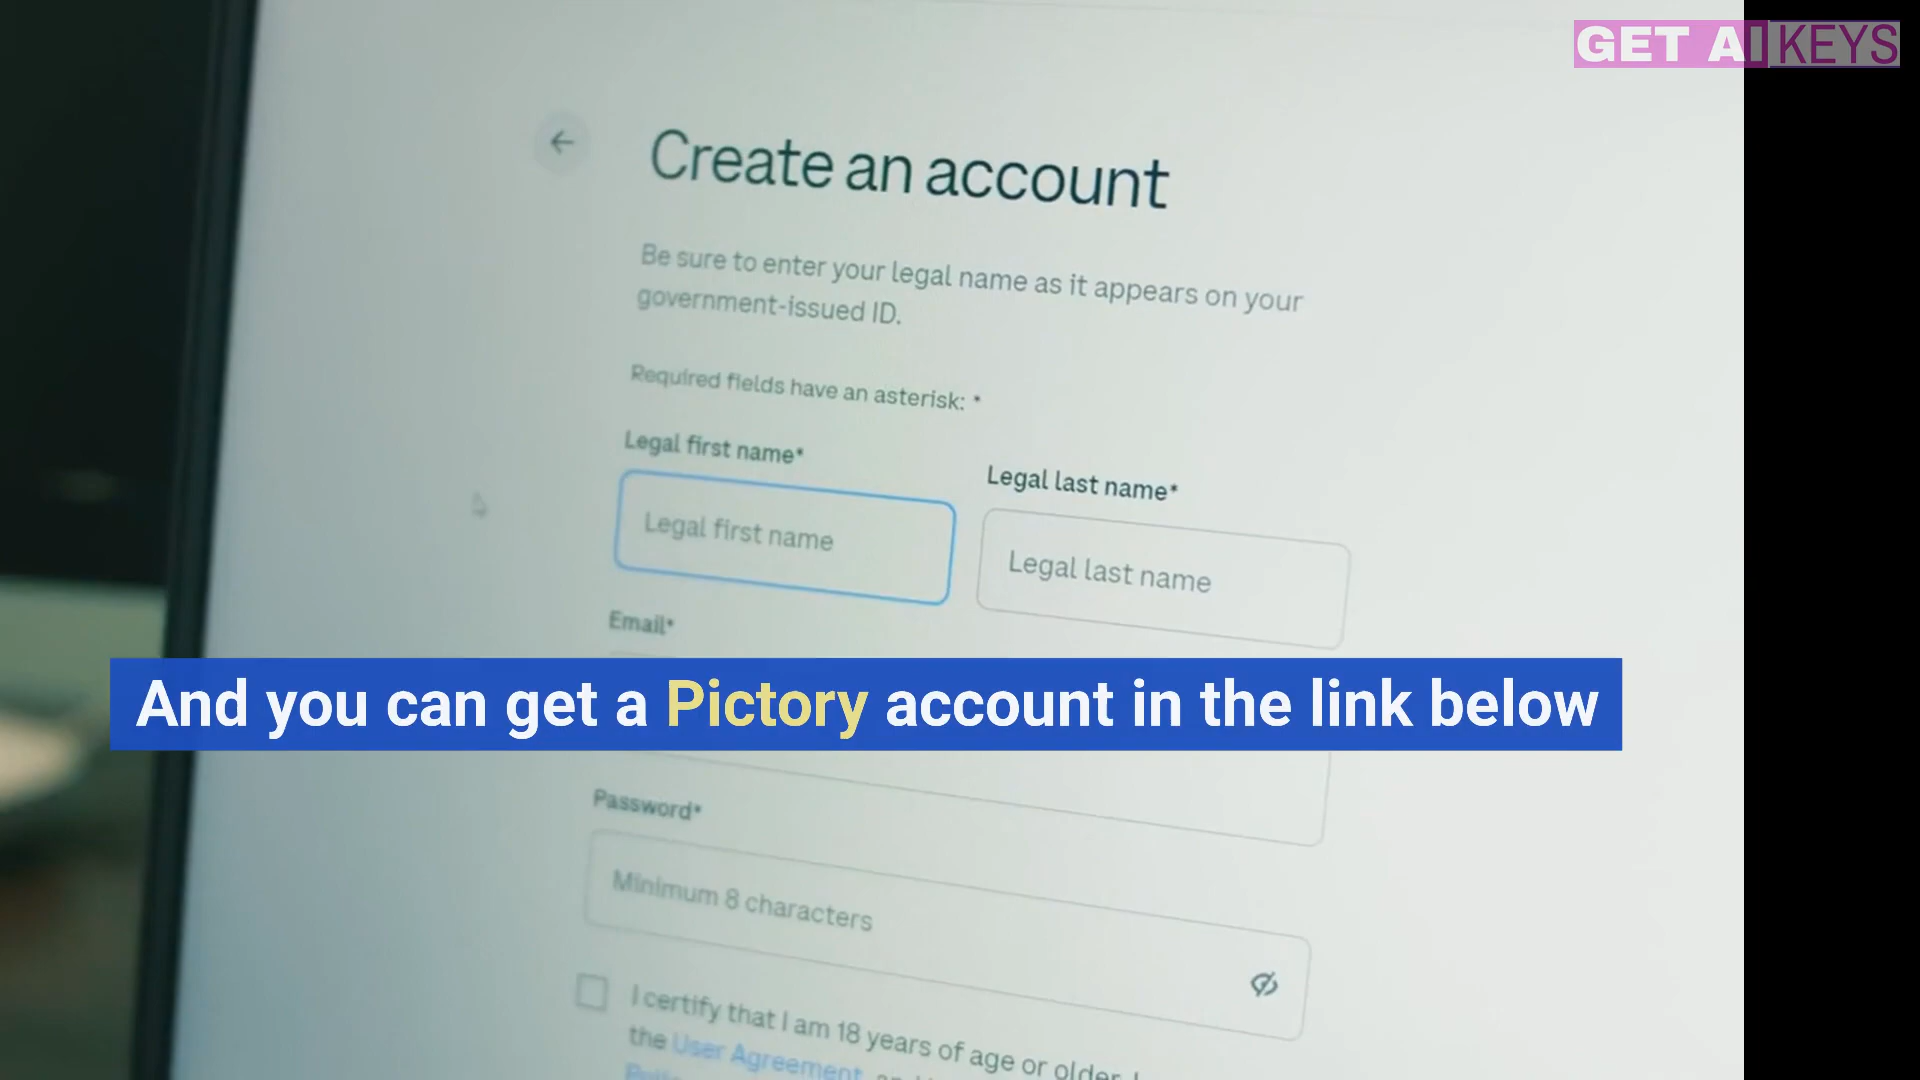 GET AI KEYS
Create an account
Be sure to enter your legal name as it appears on your
government-issued ID.
Required fields have an asterisk: *
Legal first name*
Legal last name*
Legal first name
Legal last name
Email*
And you can get a Pictory account in the link below
Password*
Minimum 8 characters
I certify that I am 18 years of age or older, I
the User Agreement